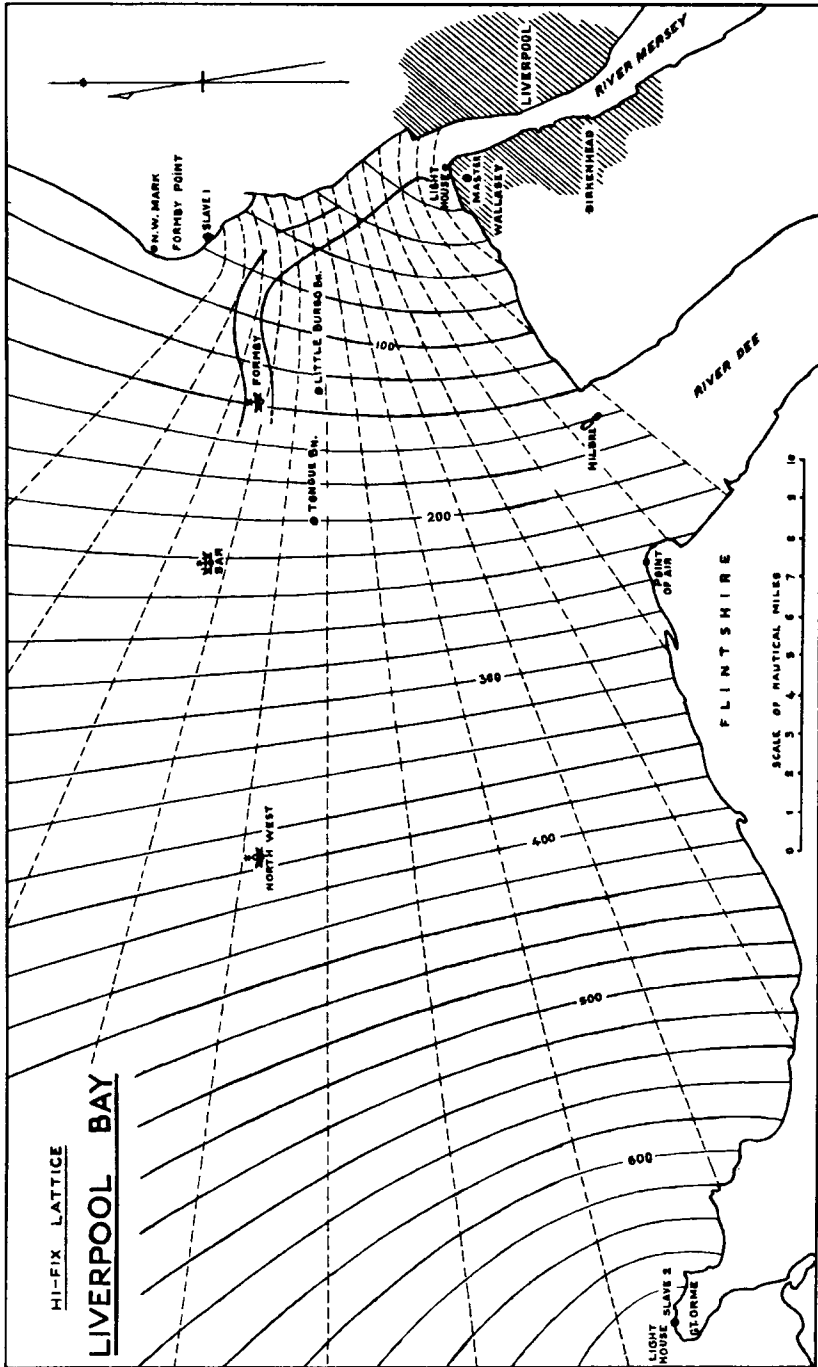 HI-FIX LATTICE
LIVERPOOL BAY
N.W. MARK
FORMBY POINT
SLAVE 1
LIVERPOOL
RIVER MERSEY
LIGHT
HOUSE
MASTER
WALLASEY
BIRKENHEAD
FORMBY
LITTLE BURBO BN.
TONGUE BN.
BAR
NORTH WEST
100
200
300
400
500
600
HILBRE
RIVER DEE
POINT
OF AIR
FLINTSHIRE
SCALE OF NAUTICAL MILES
0 1 2 3 4 5 6 7 8 9 10
LIGHT
HOUSE SLAVE 2
GT. ORME